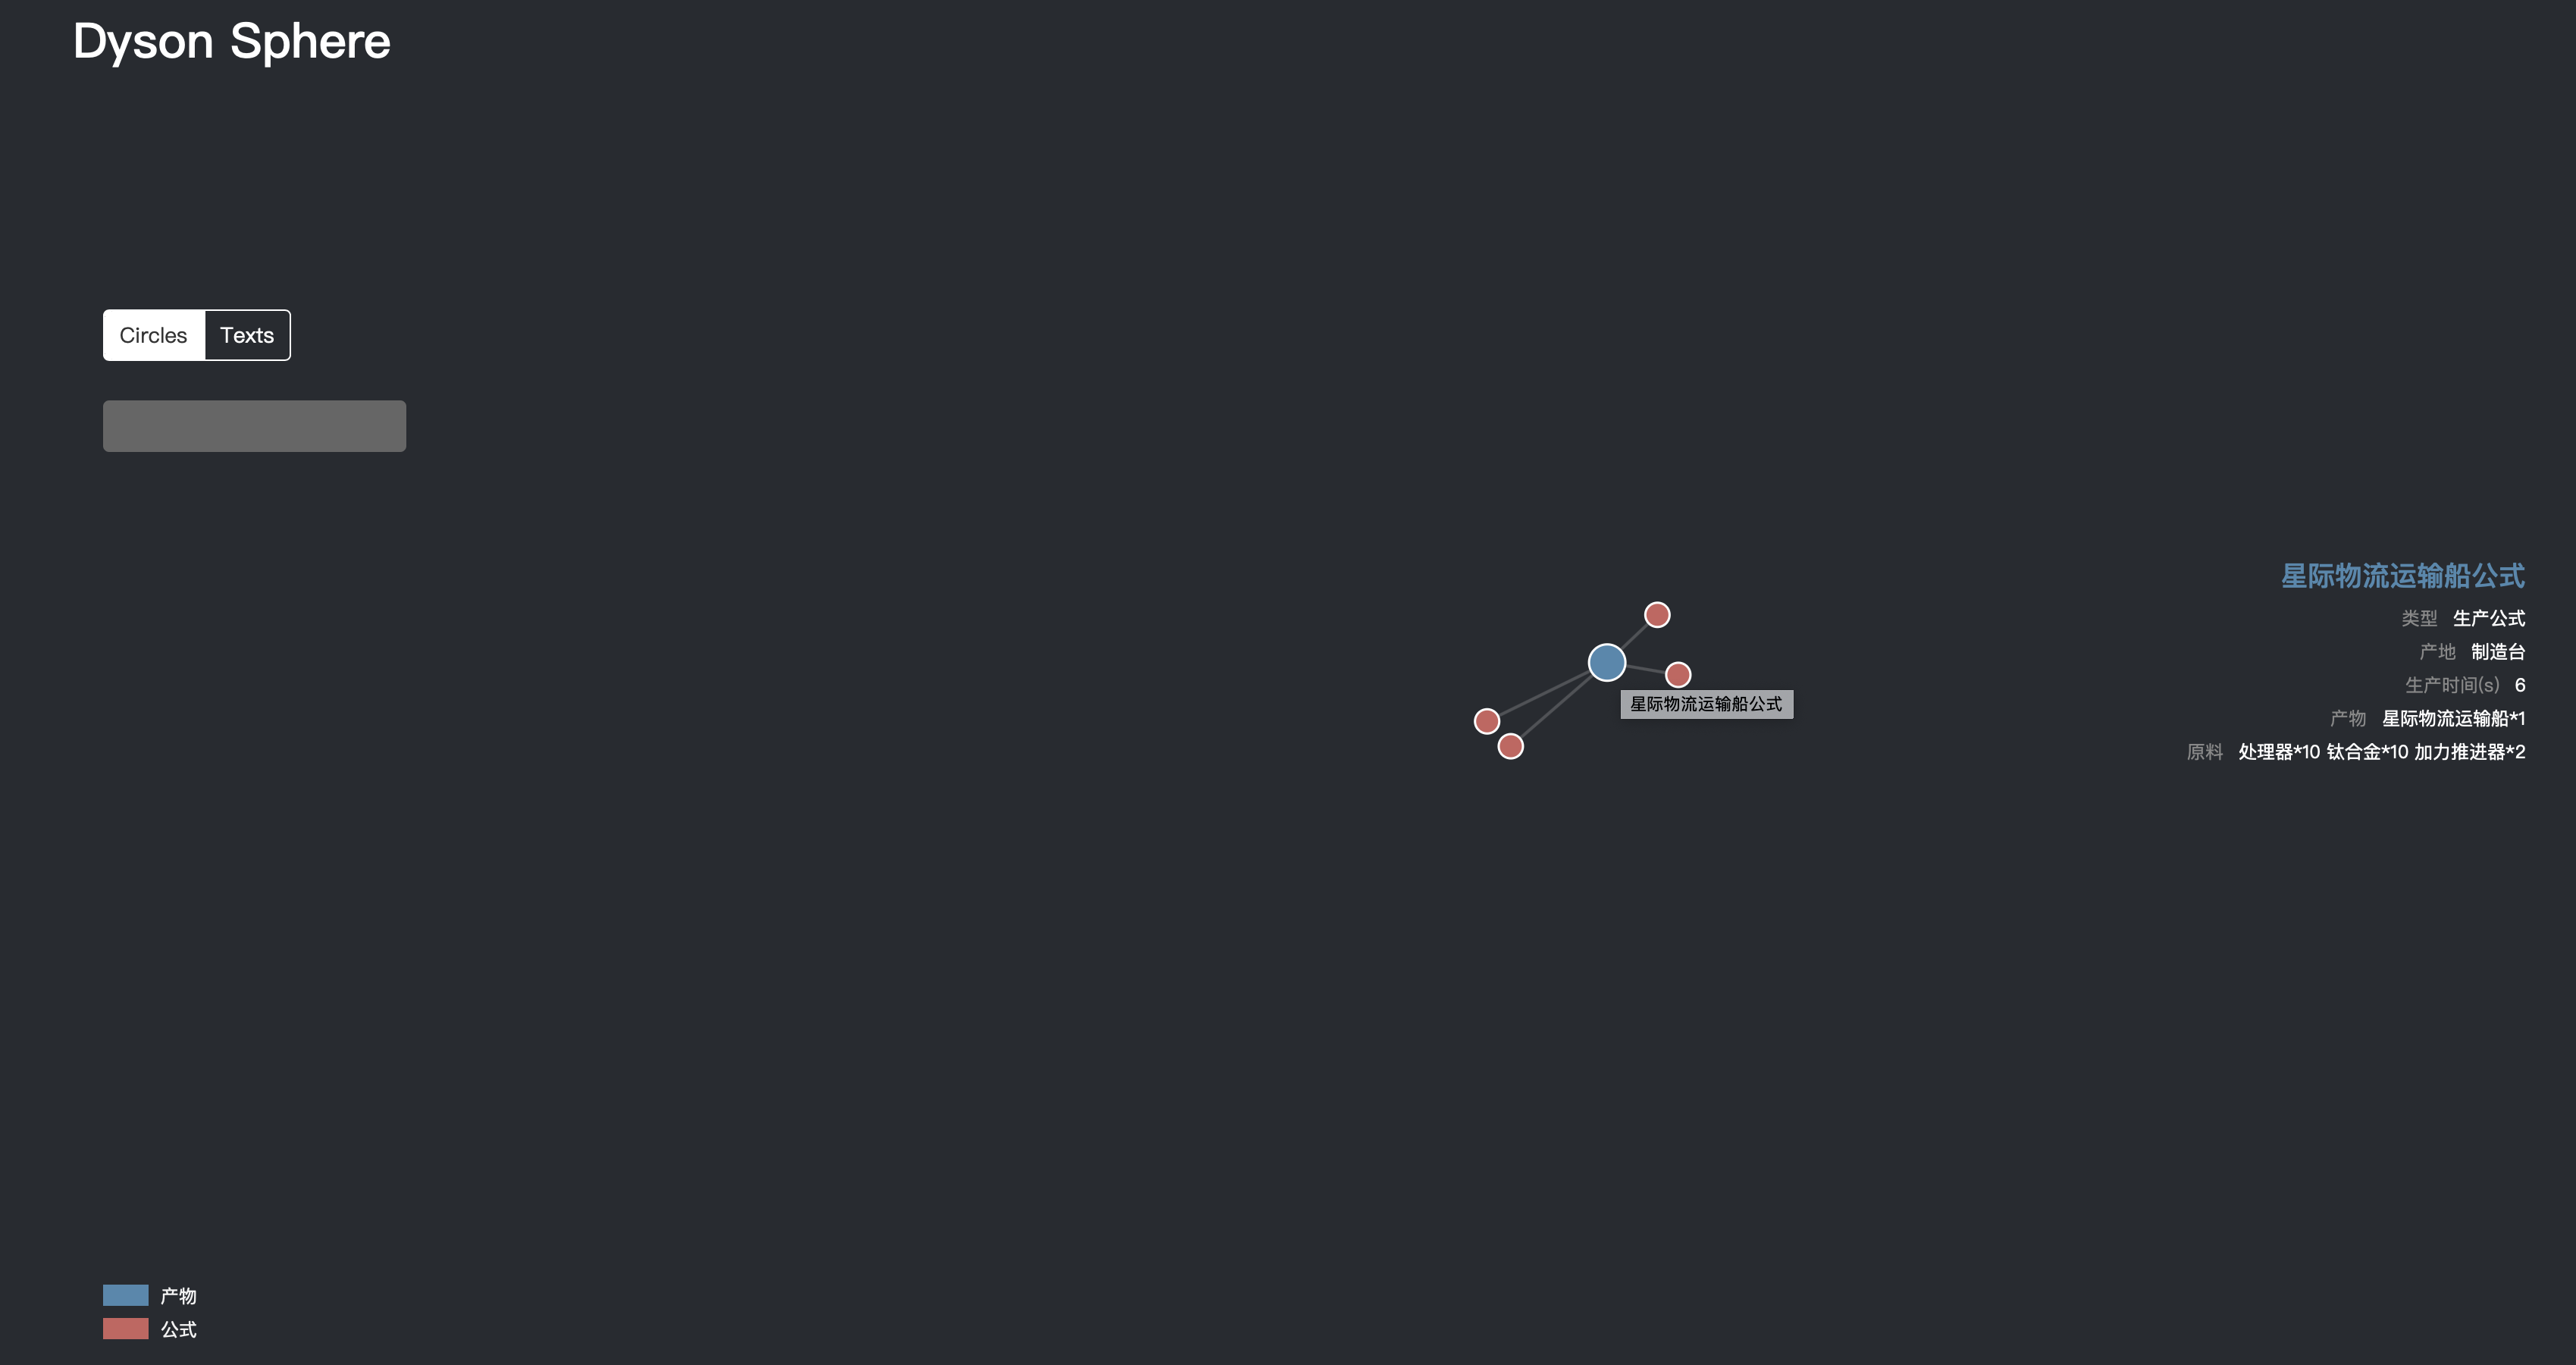 Dyson Sphere
Circles
Texts
星际物流运输船公式
类型 生产公式
产地 制造台
生产时间(s) 6
产物 星际物流运输船*1
原料 处理器*10 钛合金*10 加力推进器*2
星际物流运输船公式
产物
公式